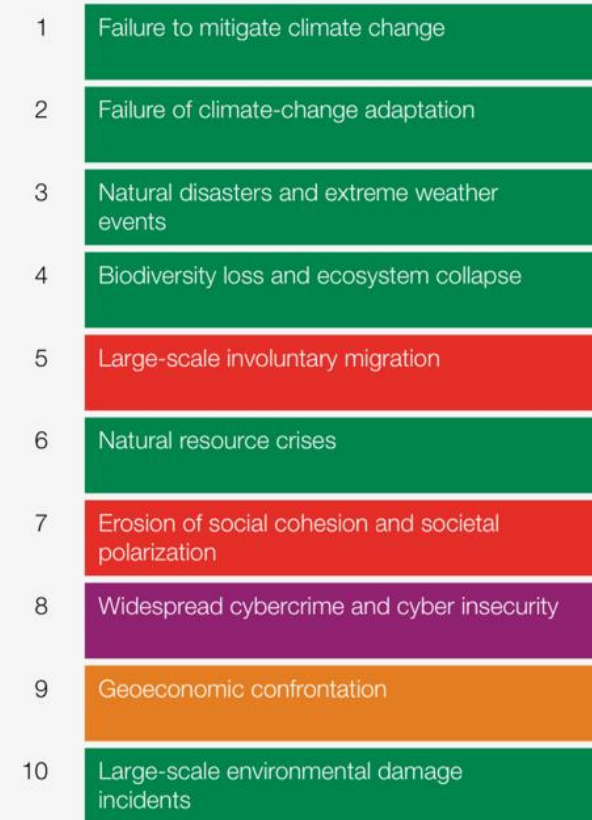 1 Failure to mitigate climate change
2 Failure of climate-change adaptation
3 Natural disasters and extreme weather
events
4 Biodiversity loss and ecosystem collapse
5 Large-scale involuntary migration
6 Natural resource crises
7 Erosion of social cohesion and societal
polarization
8 Widespread cybercrime and cyber insecurity
9 Geoeconomic confrontation
10 Large-scale environmental damage
incidents